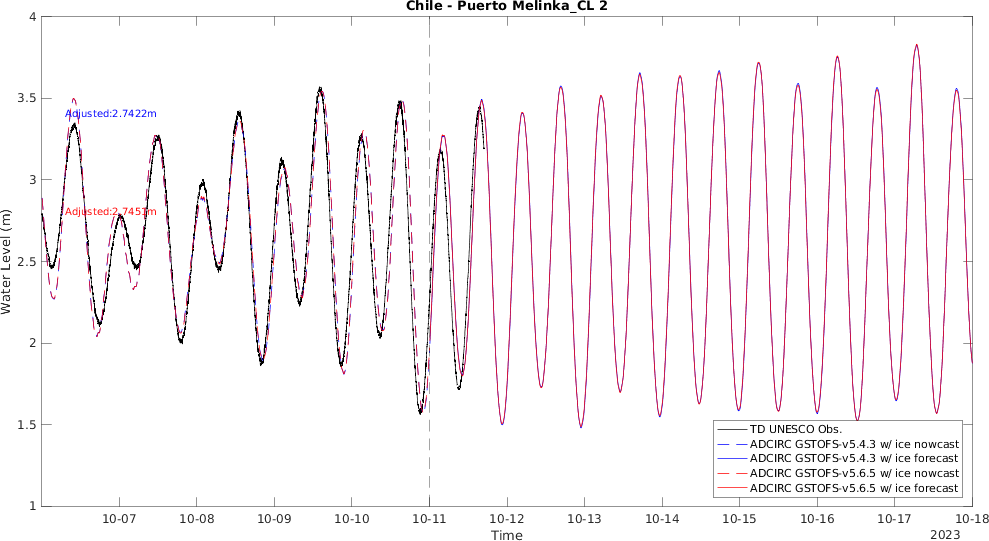 Chile - Puerto Melinka_CL 2
4
3.5
3
2.5
2
1.5
1
Water Level (m)
Adjusted:2.7422m
Adjusted:2.7451m
TD UNESCO Obs.
ADCIRC GSTOFS-v5.4.3 w/ ice nowcast
ADCIRC GSTOFS-v5.4.3 w/ ice forecast
ADCIRC GSTOFS-v5.6.5 w/ ice nowcast
ADCIRC GSTOFS-v5.6.5 w/ ice forecast
10-07 10-08 10-09 10-10 10-11 10-12 10-13 10-14 10-15 10-16 10-17 10-18
Time
2023